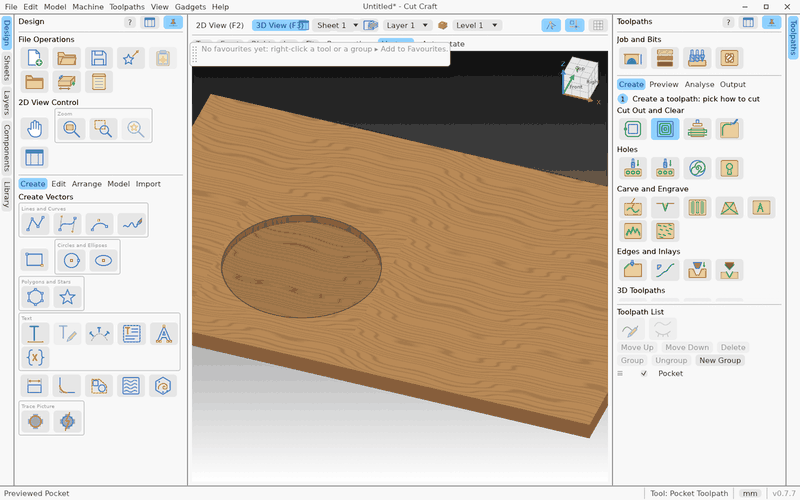 Untitled* - Cut Craft
File Edit Model Machine Toolpaths View Gadgets Help
Design
Sheets
Layers
Components
Library
Design ?
File Operations
2D View Control
Zoom
Create Edit Arrange Model Import
Create Vectors
Lines and Curves
Circles and Ellipses
Polygons and Stars
Text
Trace Picture
2D View (F2) 3D View (F3) Sheet 1 Layer 1 Level 1
No favourites yet: right-click a tool or a group ▸ Add to Favourites.
Front
Toolpaths ?
Toolpaths
Job and Bits
Create Preview Analyse Output
1 Create a toolpath: pick how to cut
Cut Out and Clear
Holes
Carve and Engrave
Edges and Inlays
3D Toolpaths
Toolpath List
Move Up Move Down Delete
Group Ungroup New Group
Pocket
Previewed Pocket
Tool: Pocket Toolpath mm v0.7.7